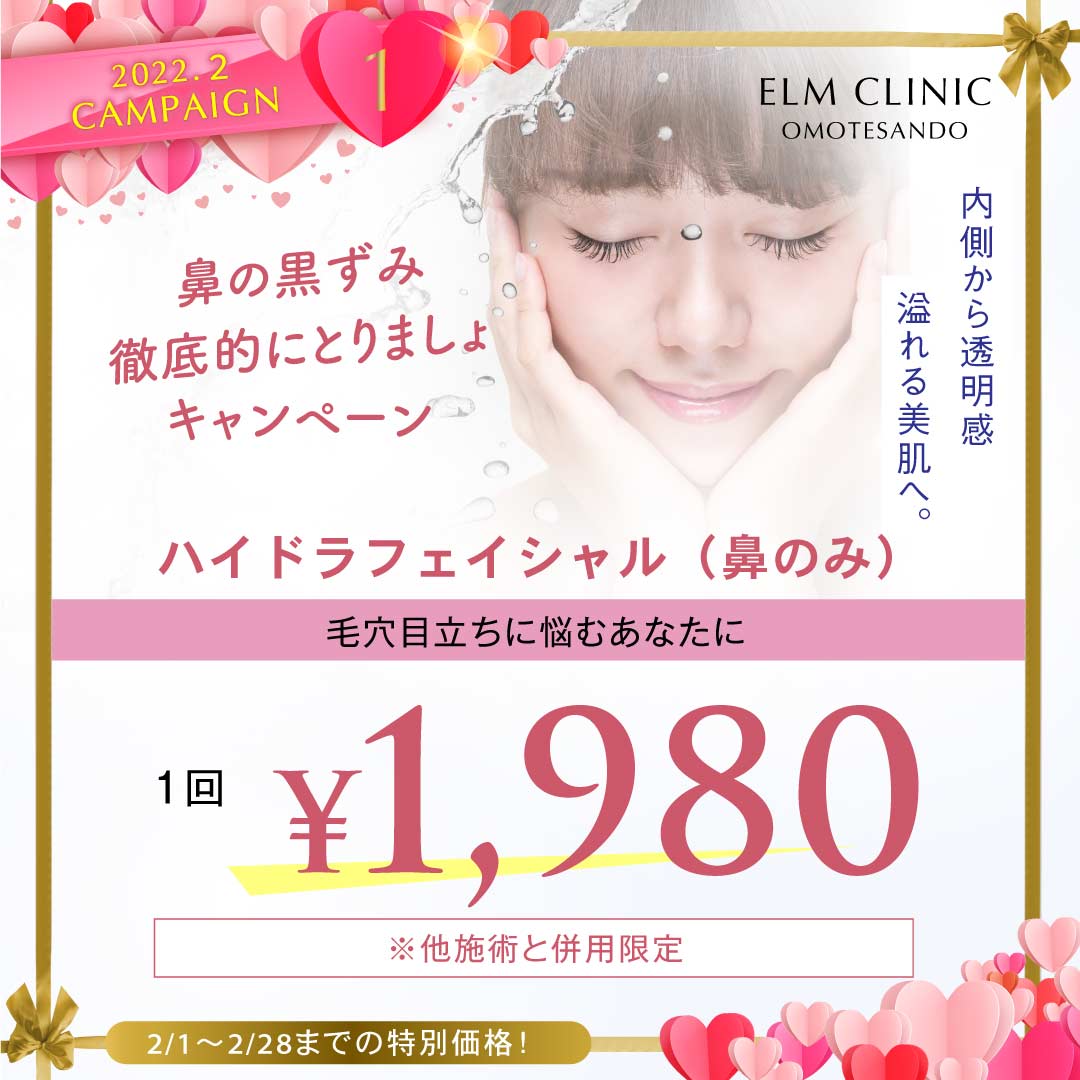 2022.2
CAMPAIGN
1
ELM CLINIC
OMOTESANDO
内側から透明感
溢れる美肌へ。
鼻の黒ずみ
徹底的にとりましょ
キャンペーン
ハイドラフェイシャル（鼻のみ）
毛穴目立ちに悩むあなたに
1回 ¥1,980
※他施術と併用限定
2/1～2/28までの特別価格！